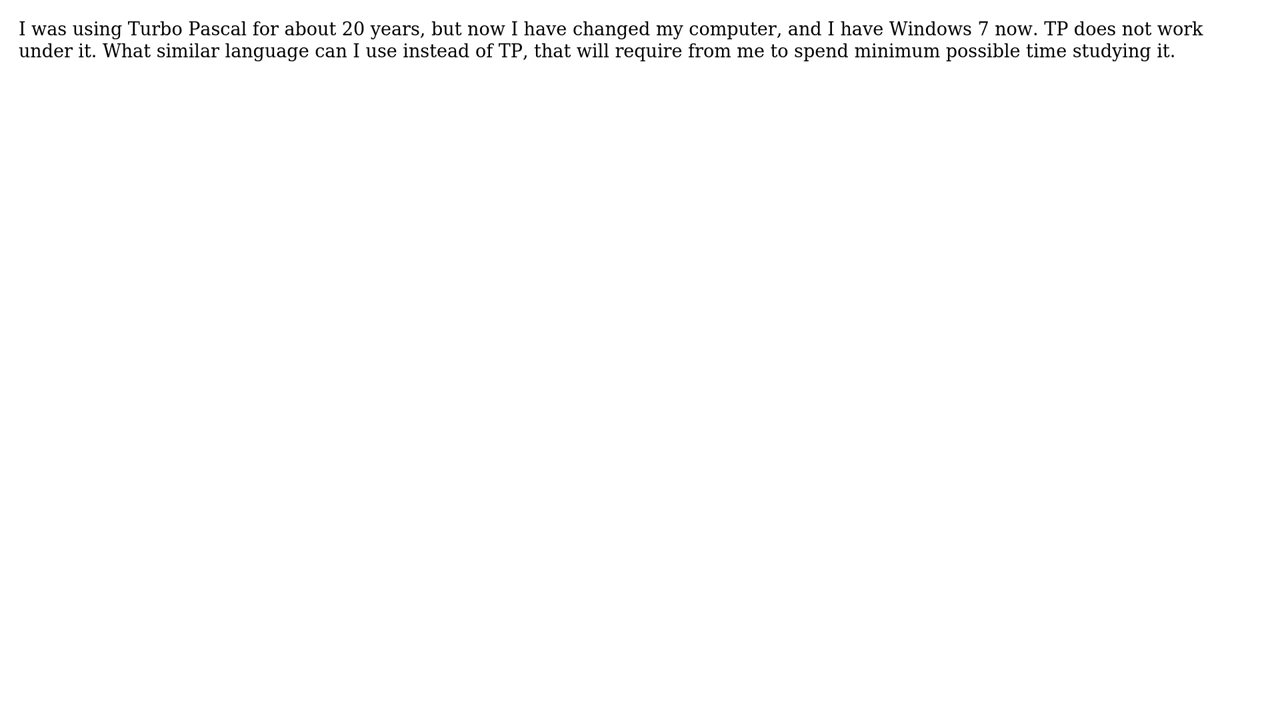 I was using Turbo Pascal for about 20 years, but now I have changed my computer, and I have Windows 7 now. TP does not work
under it. What similar language can I use instead of TP, that will require from me to spend minimum possible time studying it.